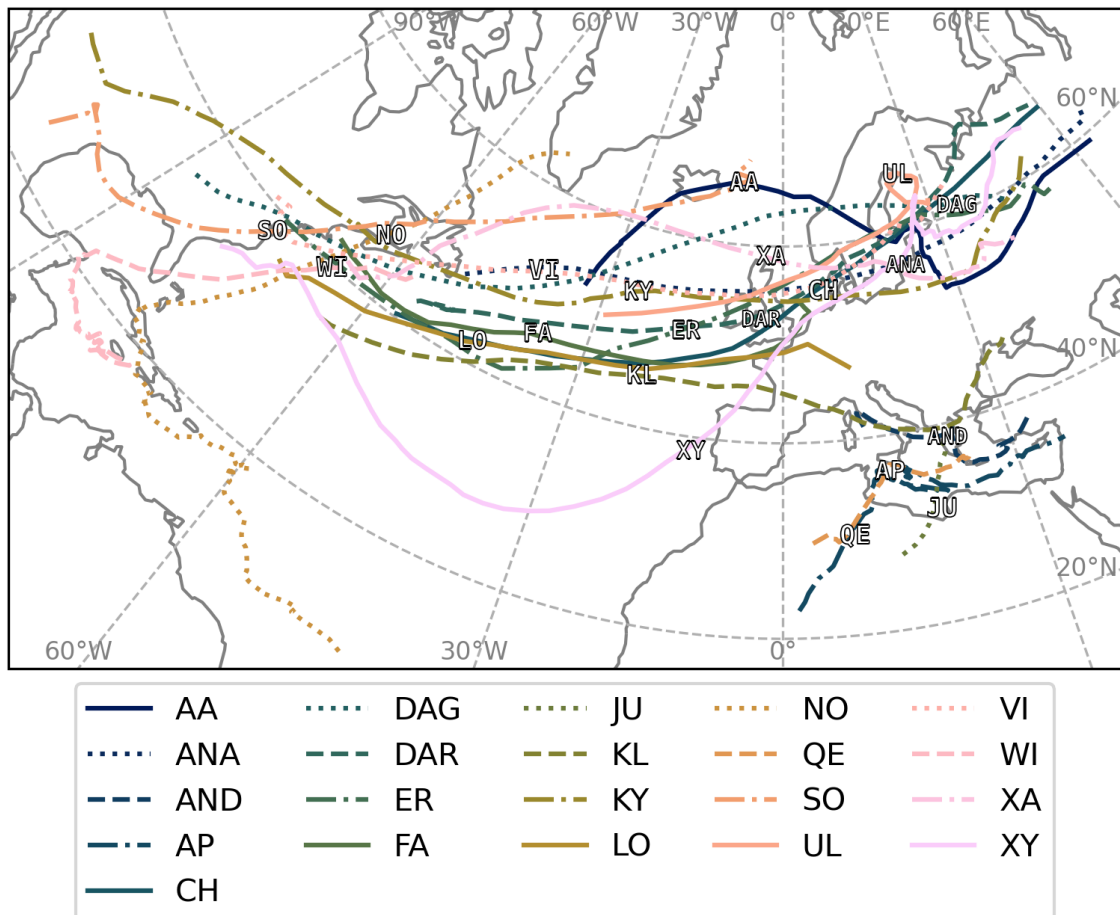 90°W 60°W 30°W 0° 30°E 60°E
60°N
AA UL
DAG
SO NO
WI VI XA ANA
KY CH
LO FA ER DAR
40°N
KL
XY AND
AP
JU
QE
20°N
60°W 30°W 0°
AA DAG JU NO VI
ANA DAR KL QE WI
AND ER KY SO XA
AP FA LO UL XY
CH